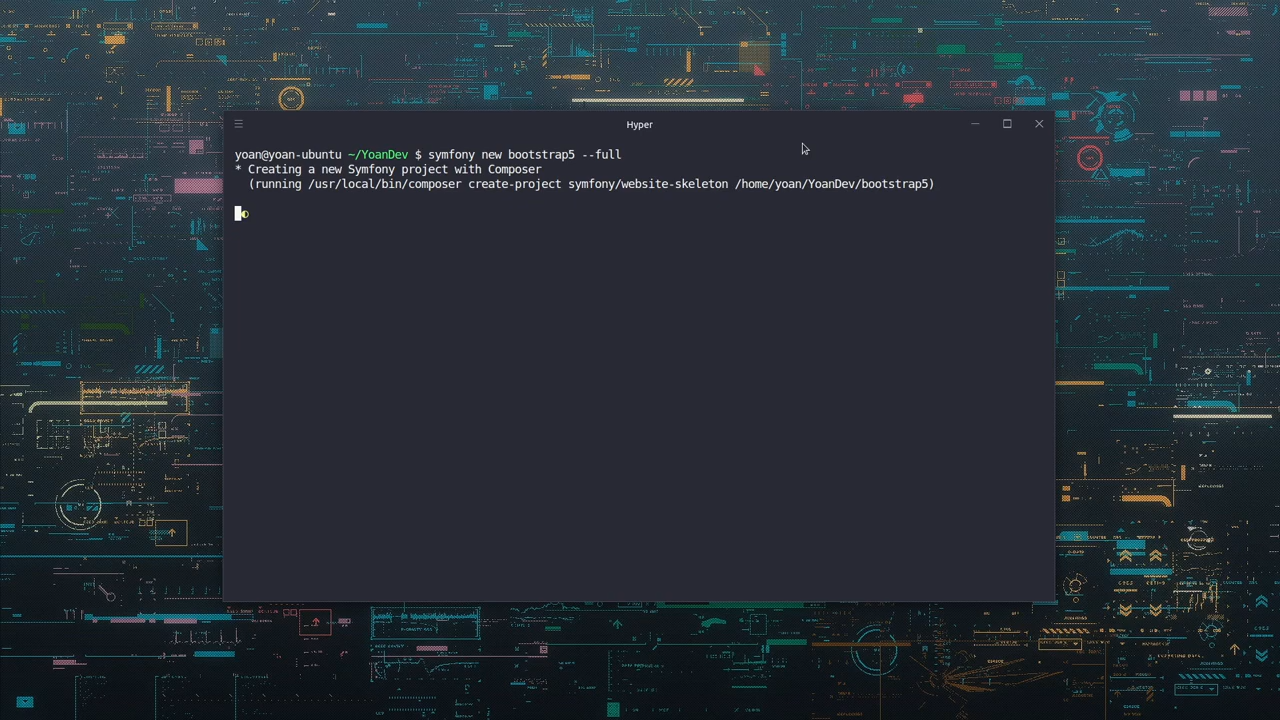 Hyper
yoan@yoan-ubuntu ~/YoanDev $ symfony new bootstrap5 --full
* Creating a new Symfony project with Composer
(running /usr/local/bin/composer create-project symfony/website-skeleton /home/yoan/YoanDev/bootstrap5)